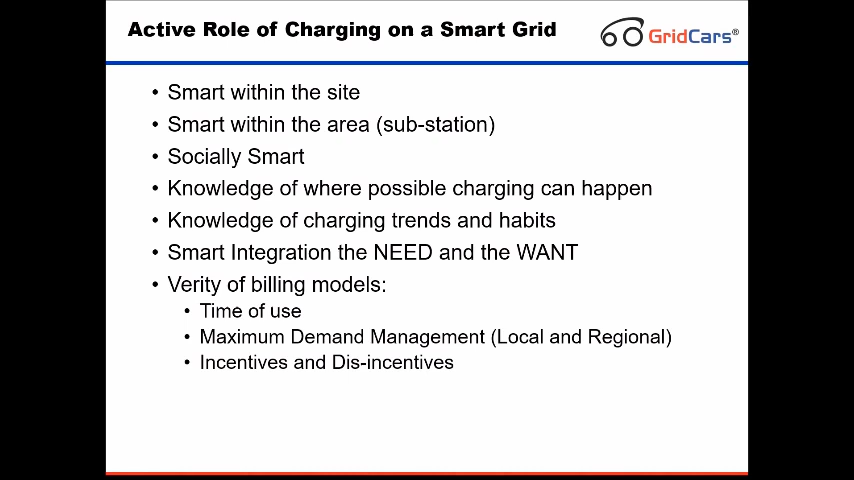 Active Role of Charging on a Smart Grid
GridCars®
• Smart within the site
• Smart within the area (sub-station)
• Socially Smart
• Knowledge of where possible charging can happen
• Knowledge of charging trends and habits
• Smart Integration the NEED and the WANT
• Verity of billing models:
• Time of use
• Maximum Demand Management (Local and Regional)
• Incentives and Dis-incentives